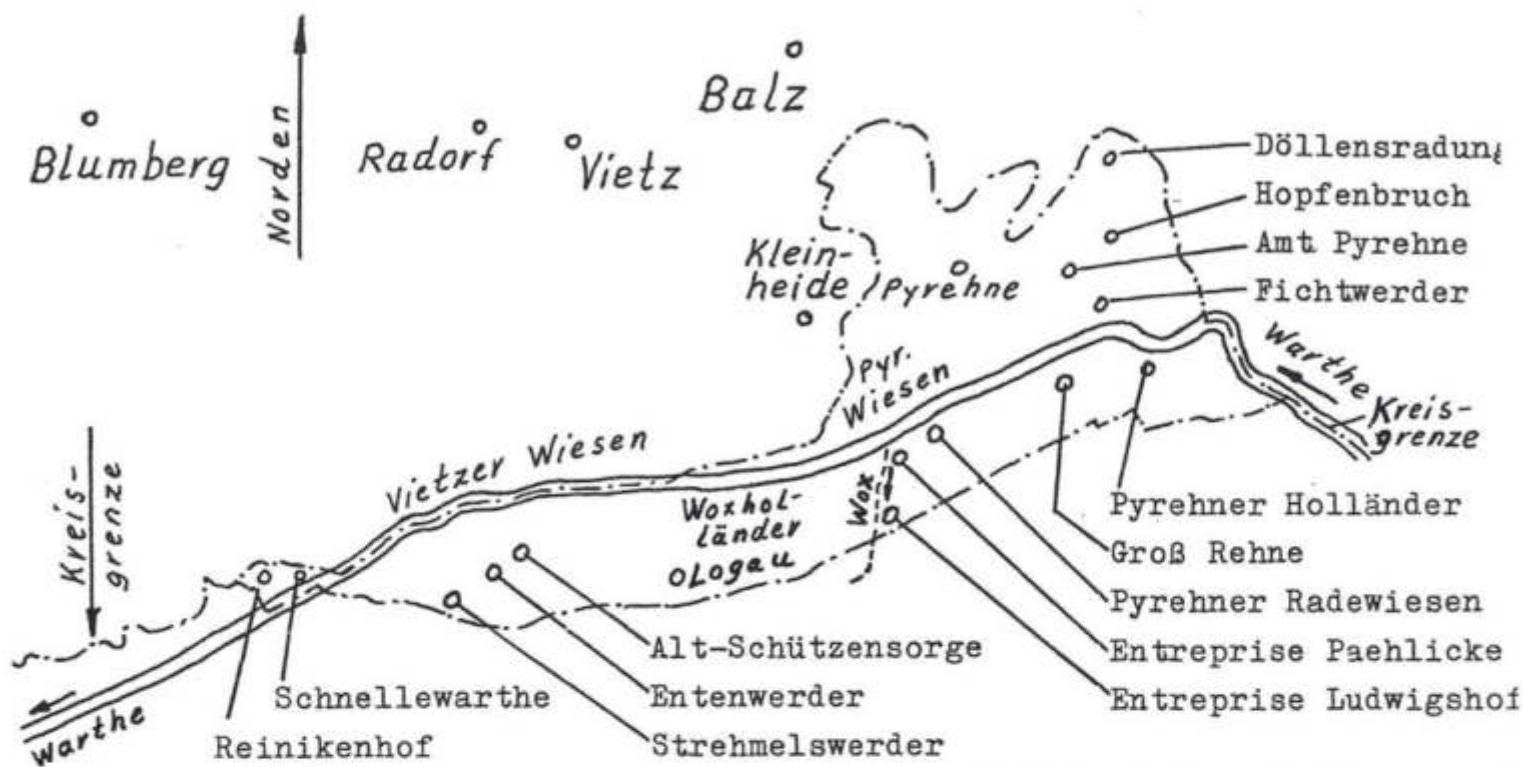 Balz
Blumberg
Norden
Radorf
Vietz
Döllensradung
Hopfenbruch
Amt Pyrehne
Fichtwerder
Klein-
heide
Pyrehne
Warthe
Pyr.
Wiesen
Kreis-
grenze
Vietzer Wiesen
Kreis-
grenze
Woxhol-
länder
Wox
Logau
Pyrehner Holländer
Groß Rehne
Pyrehner Radewiesen
Entreprise Paehlicke
Entreprise Ludwigshof
Alt-Schützensorge
Entenwerder
Strehmelswerder
Schnellewarthe
Reinikenhof
Warthe